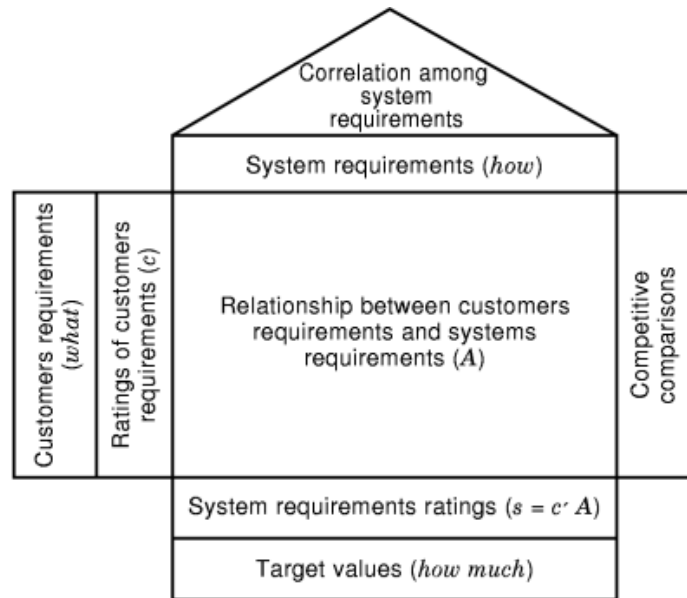 Correlation among
system
requirements
System requirements (how)
Customers requirements
(what)
Ratings of customers
requirements (c)
Relationship between customers
requirements and systems
requirements (A)
Competitive
comparisons
System requirements ratings (s = c′ A)
Target values (how much)